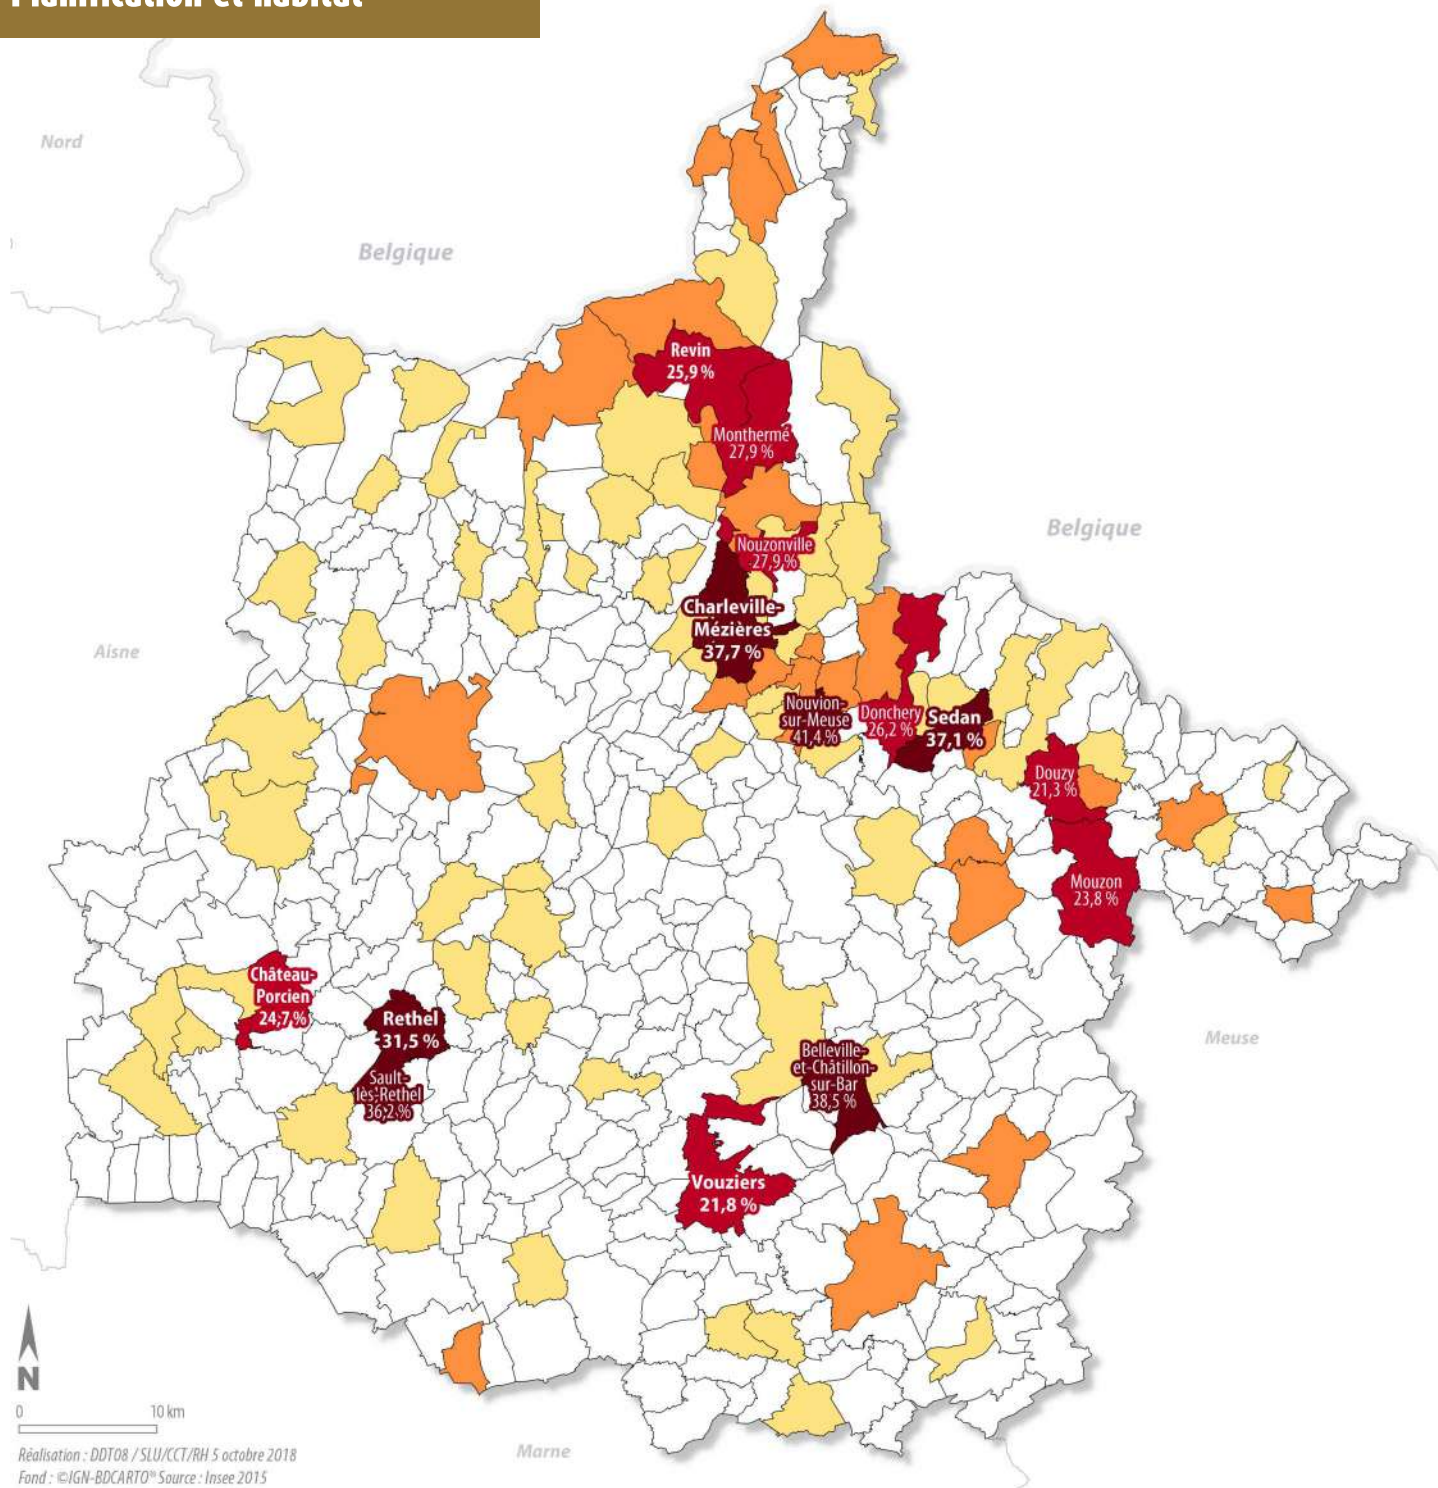 Planification et habitat
Nord
Belgique
Revin
25,9 %
Monthermé
27,9 %
Belgique
Nouzonville
27,9 %
Charleville-
Mézières
37,7 %
Aisne
Nouvion-
sur-Meuse
41,4 %
Donchery
26,2 %
Sedan
37,1 %
Douzy
21,3 %
Mouzon
23,8 %
Château-
Porcien
24,7 %
Rethel
31,5 %
Sault-
lès-Rethel
36,2 %
Meuse
Belleville-
et-Châtillon-
sur-Bar
38,5 %
Vouziers
21,8 %
N
0 10 km
Marne
Réalisation : DDT08 / SLU/CCT/RH 5 octobre 2018
Fond : ©IGN-BDCARTO® Source : Insee 2015